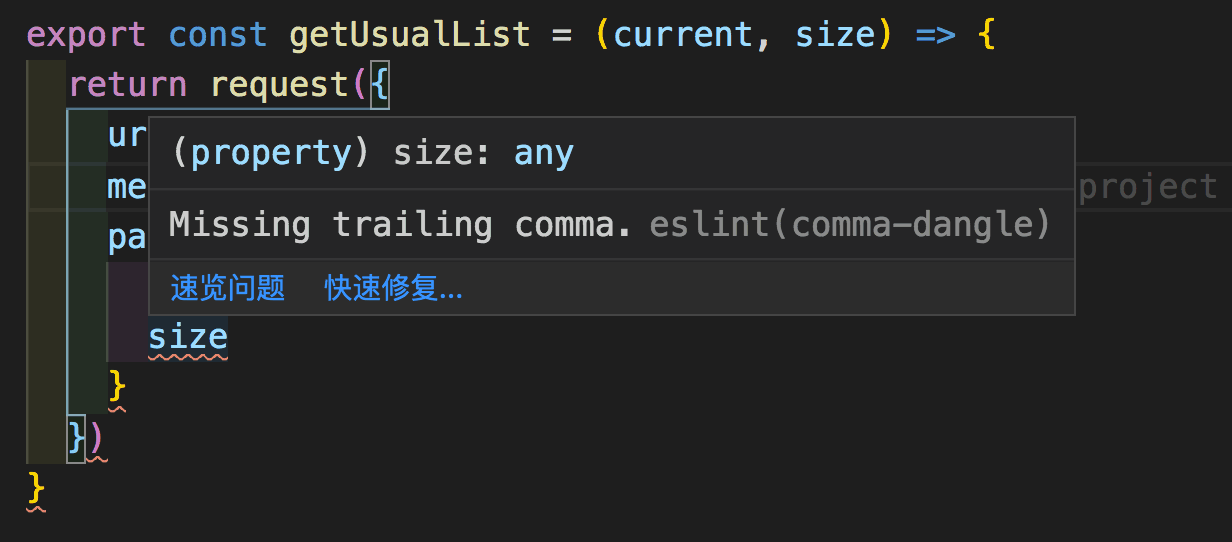 export const getUsualList = (current, size) => {
return request({
ur
(property) size: any
me
project
Missing trailing comma. eslint(comma-dangle)
pa
速览问题 快速修复...
size
}
})
}